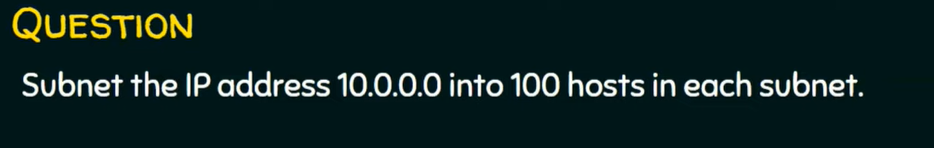 QUESTION
Subnet the IP address 10.0.0.0 into 100 hosts in each subnet.